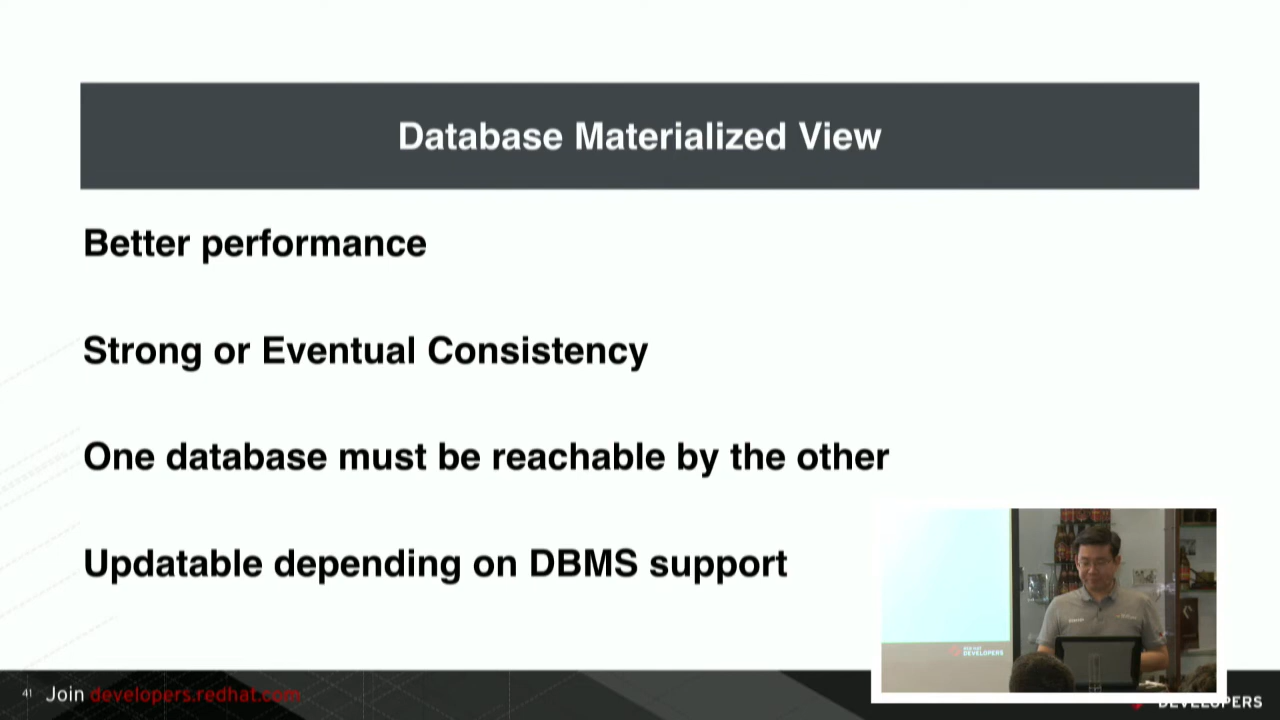 Database Materialized View
Better performance
Strong or Eventual Consistency
One database must be reachable by the other
Updatable depending on DBMS support
DEVELOPERS
41 Join developers.redhat.com
DEVELOPERS